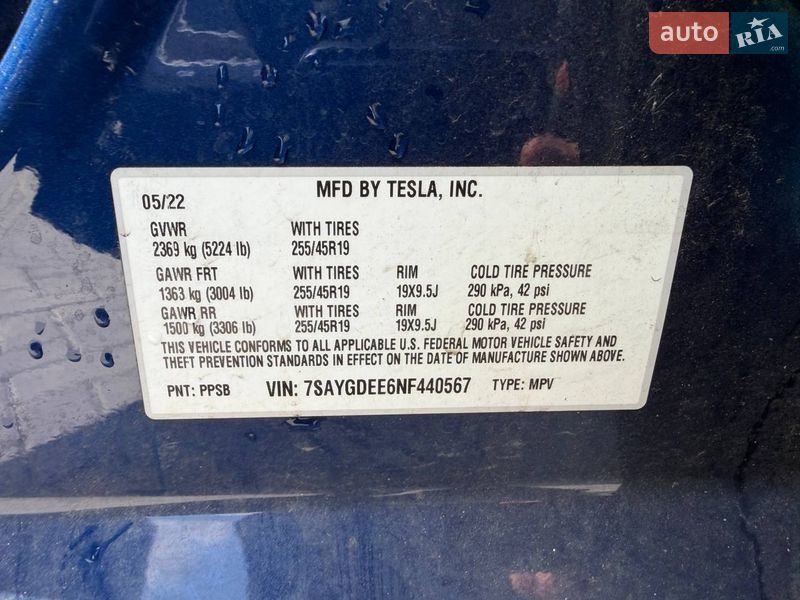 auto RIA.com
05/22 MFD BY TESLA, INC.
GVWR WITH TIRES
2369 kg (5224 lb) 255/45R19
GAWR FRT WITH TIRES RIM COLD TIRE PRESSURE
1363 kg (3004 lb) 255/45R19 19X9.5J 290 kPa, 42 psi
GAWR RR WITH TIRES RIM COLD TIRE PRESSURE
1500 kg (3306 lb) 255/45R19 19X9.5J 290 kPa, 42 psi
THIS VEHICLE CONFORMS TO ALL APPLICABLE U.S. FEDERAL MOTOR VEHICLE SAFETY AND
THEFT PREVENTION STANDARDS IN EFFECT ON THE DATE OF MANUFACTURE SHOWN ABOVE.
PNT: PPSB VIN: 7SAYGDEE6NF440567 TYPE: MPV